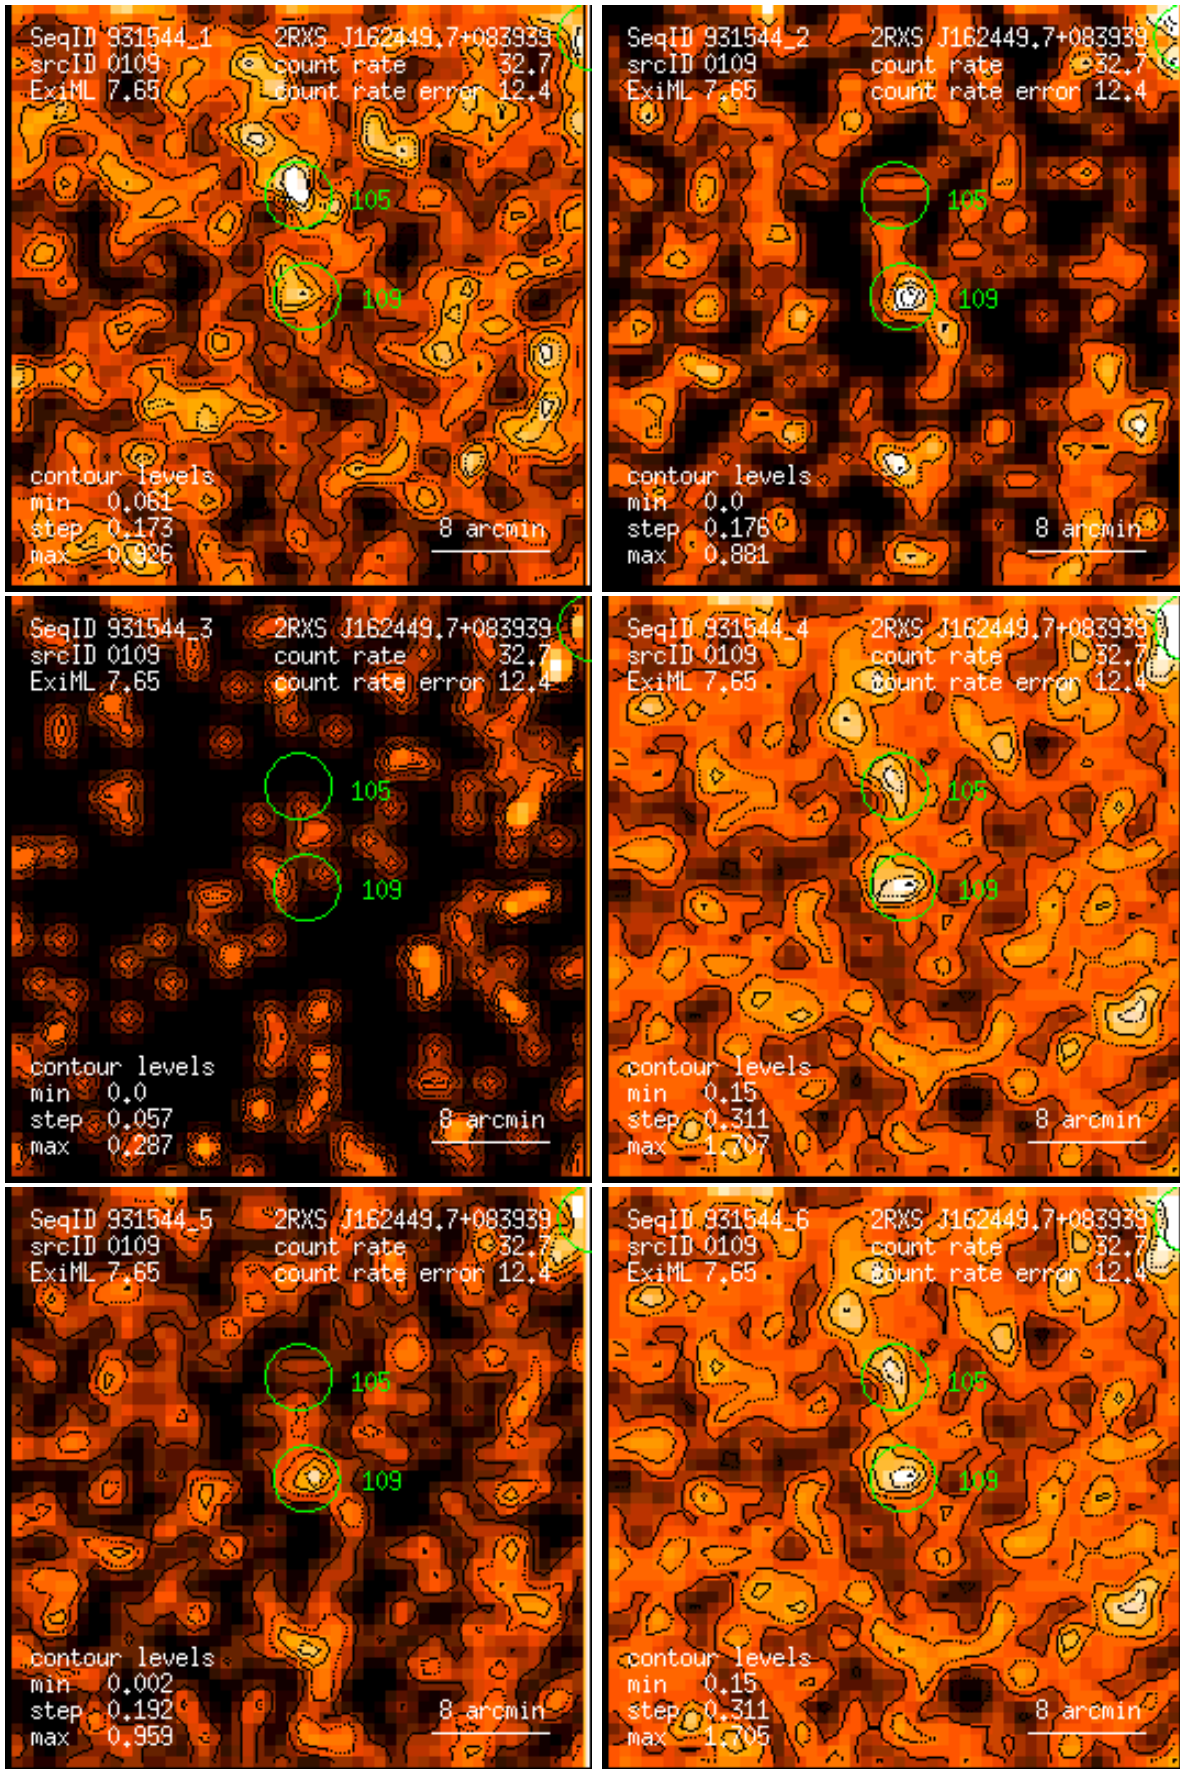 SeqID 931544_1 2RXS J162449.7+083939
srcID 0109 count rate 32.7
ExiML 7.65 count rate error 12.4
105
109
contour levels
min 0.061
step 0.173
max 0.926
8 arcmin
SeqID 931544_2 2RXS J162449.7+083939
srcID 0109 count rate 32.7
ExiML 7.65 count rate error 12.4
105
109
contour levels
min 0.0
step 0.176
max 0.881
8 arcmin
SeqID 931544_3 2RXS J162449.7+083939
srcID 0109 count rate 32.7
ExiML 7.65 count rate error 12.4
105
109
contour levels
min 0.0
step 0.057
max 0.287
8 arcmin
SeqID 931544_4 2RXS J162449.7+083939
srcID 0109 count rate 32.7
ExiML 7.65 count rate error 12.4
105
109
contour levels
min 0.15
step 0.311
max 1.707
8 arcmin
SeqID 931544_5 2RXS J162449.7+083939
srcID 0109 count rate 32.7
ExiML 7.65 count rate error 12.4
105
109
contour levels
min 0.002
step 0.192
max 0.959
8 arcmin
SeqID 931544_6 2RXS J162449.7+083939
srcID 0109 count rate 32.7
ExiML 7.65 count rate error 12.4
105
109
contour levels
min 0.15
step 0.311
max 1.705
8 arcmin